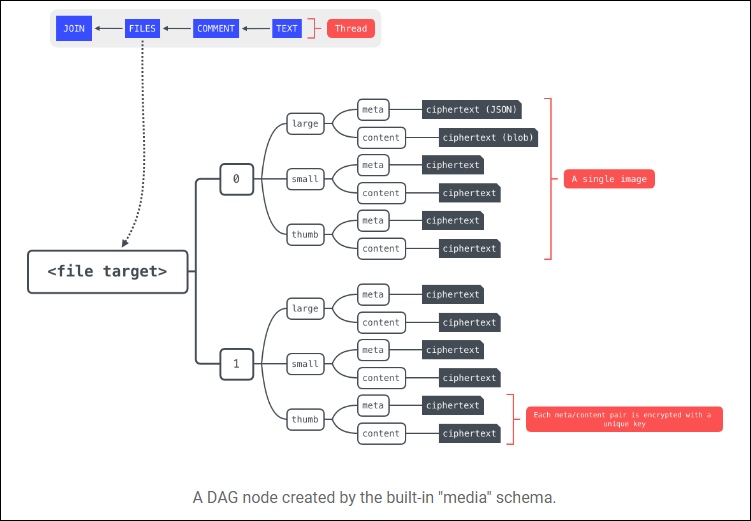 JOIN
FILES
COMMENT
TEXT
Thread
<file target>
0
large
meta
ciphertext (JSON)
content
ciphertext (blob)
small
meta
ciphertext
content
ciphertext
thumb
meta
ciphertext
content
ciphertext
A single image
1
large
meta
ciphertext
content
ciphertext
small
meta
ciphertext
content
ciphertext
thumb
meta
ciphertext
content
ciphertext
Each meta/content pair is encrypted with a
unique key
A DAG node created by the built-in "media" schema.